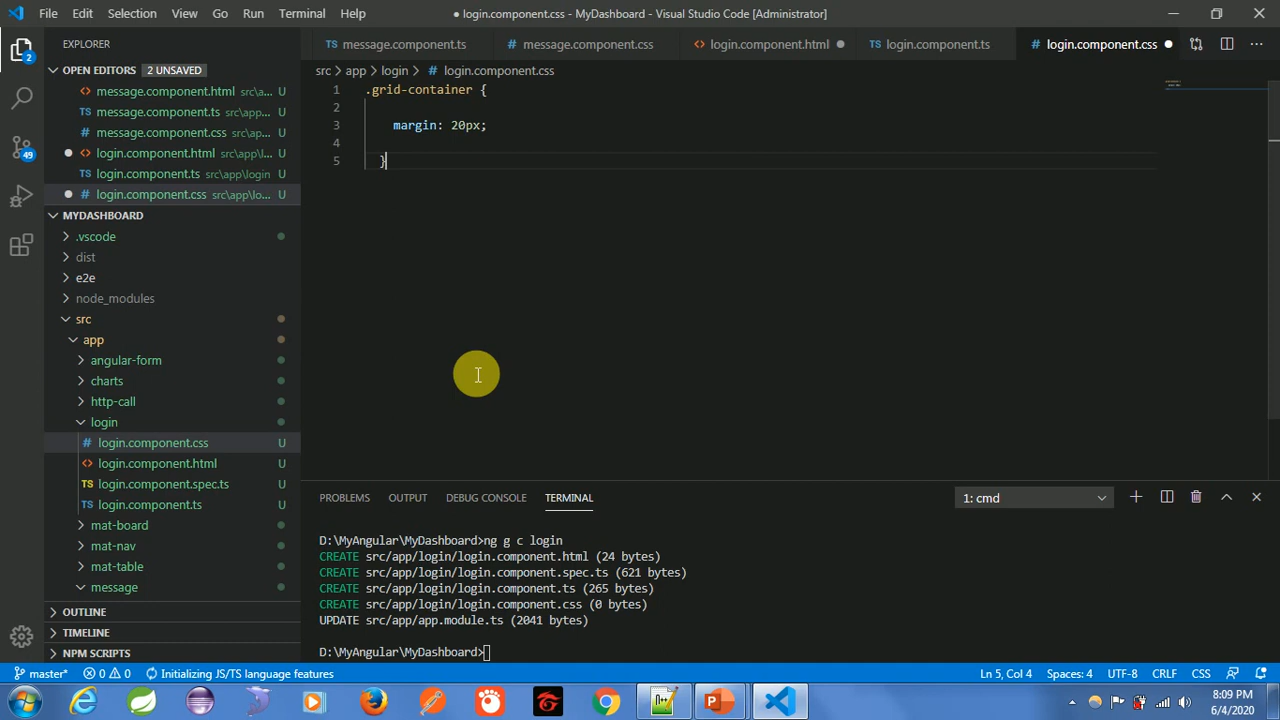 File Edit Selection View Go Run Terminal Help
● login.component.css - MyDashboard - Visual Studio Code [Administrator]
EXPLORER
message.component.ts
message.component.css
login.component.html
login.component.ts
login.component.css
OPEN EDITORS 2 UNSAVED
message.component.html src\a... U
message.component.ts src\app... U
message.component.css src\a... U
login.component.html src\app\l... U
login.component.ts src\app\login U
login.component.css src\app\lo... U
MYDASHBOARD
.vscode
dist
e2e
node_modules
src
app
angular-form
charts
http-call
login
login.component.css U
login.component.html U
login.component.spec.ts U
login.component.ts U
mat-board
mat-nav
mat-table
message
OUTLINE
TIMELINE
NPM SCRIPTS
2
49
src > app > login > # login.component.css
1 .grid-container {
2
3 margin: 20px;
4
5 }
PROBLEMS OUTPUT DEBUG CONSOLE TERMINAL
1: cmd
D:\MyAngular\MyDashboard>ng g c login
CREATE src/app/login/login.component.html (24 bytes)
CREATE src/app/login/login.component.spec.ts (621 bytes)
CREATE src/app/login/login.component.ts (265 bytes)
CREATE src/app/login/login.component.css (0 bytes)
UPDATE src/app/app.module.ts (2041 bytes)
D:\MyAngular\MyDashboard>
master* 0 0 Initializing JS/TS language features
Ln 5, Col 4 Spaces: 4 UTF-8 CRLF CSS
8:09 PM
6/4/2020